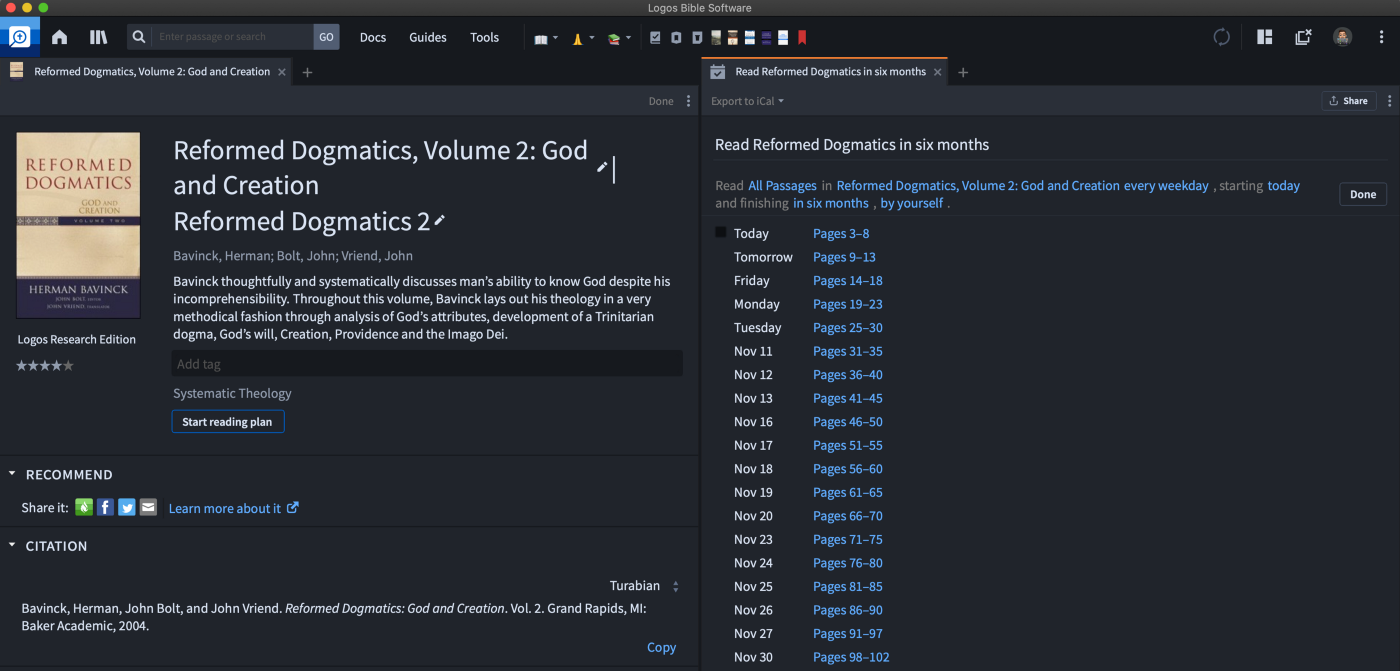 Logos Bible Software
Enter passage or search
GO
Docs
Guides
Tools
Reformed Dogmatics, Volume 2: God and Creation
Read Reformed Dogmatics in six months
Done
Export to iCal
Share
REFORMED
DOGMATICS
GOD AND
CREATION
VOLUME TWO
HERMAN BAVINCK
JOHN BOLT, EDITOR
JOHN VRIEND, TRANSLATOR
Logos Research Edition
Reformed Dogmatics, Volume 2: God
and Creation
Reformed Dogmatics 2
Bavinck, Herman; Bolt, John; Vriend, John
Bavinck thoughtfully and systematically discusses man’s ability to know God despite his
incomprehensibility. Throughout this volume, Bavinck lays out his theology in a very
methodical fashion through analysis of God’s attributes, development of a Trinitarian
dogma, God’s will, Creation, Providence and the Imago Dei.
Add tag
Systematic Theology
Start reading plan
RECOMMEND
Share it:
Learn more about it
CITATION
Turabian
Bavinck, Herman, John Bolt, and John Vriend. Reformed Dogmatics: God and Creation. Vol. 2. Grand Rapids, MI:
Baker Academic, 2004.
Copy
Read Reformed Dogmatics in six months
Read All Passages in Reformed Dogmatics, Volume 2: God and Creation every weekday , starting today
and finishing in six months , by yourself .
Done
Today Pages 3–8
Tomorrow Pages 9–13
Friday Pages 14–18
Monday Pages 19–23
Tuesday Pages 25–30
Nov 11 Pages 31–35
Nov 12 Pages 36–40
Nov 13 Pages 41–45
Nov 16 Pages 46–50
Nov 17 Pages 51–55
Nov 18 Pages 56–60
Nov 19 Pages 61–65
Nov 20 Pages 66–70
Nov 23 Pages 71–75
Nov 24 Pages 76–80
Nov 25 Pages 81–85
Nov 26 Pages 86–90
Nov 27 Pages 91–97
Nov 30 Pages 98–102